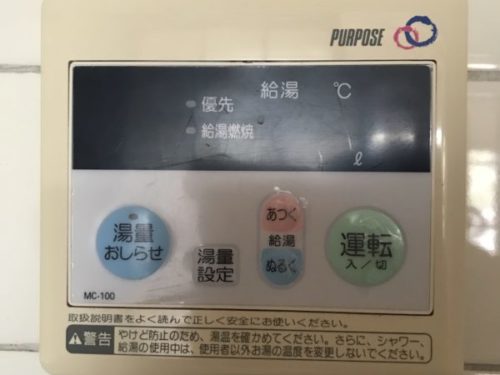 PURPOSE
給湯 ℃
優先
給湯燃焼
ℓ
湯量
おしらせ
湯量
設定
あつく
給湯
ぬるく
運転
入／切
MC-100
取扱説明書をよく読んで正しく安全にお使いください。
警告
やけど防止のため、湯温を確かめてください。さらに、シャワー、
給湯の使用中は、使用者以外お湯の温度を変更しないでください。